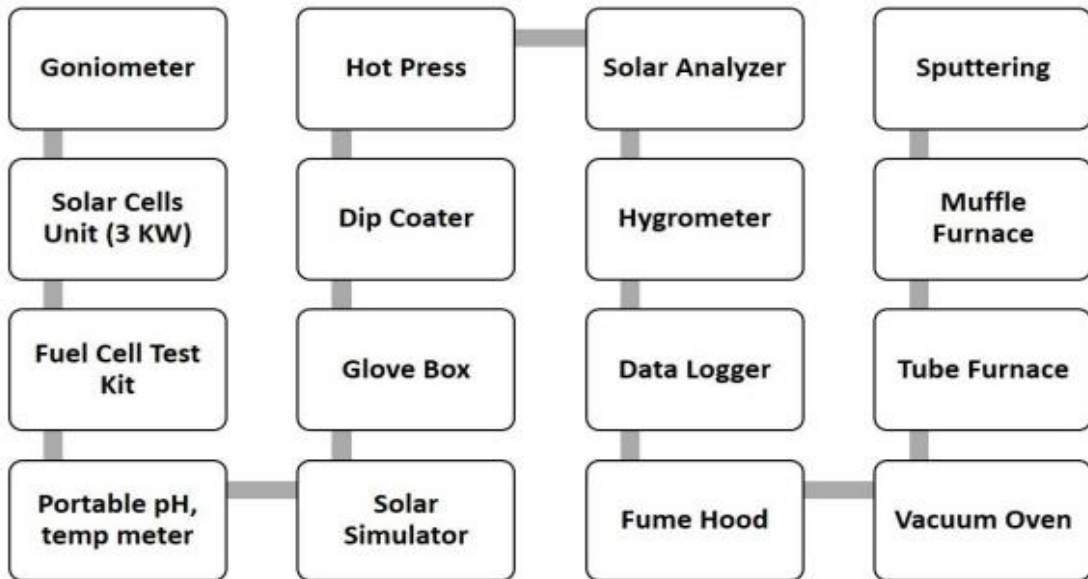 Goniometer
Solar Cells
Unit (3 KW)
Fuel Cell Test
Kit
Portable pH,
temp meter
Solar
Simulator
Glove Box
Dip Coater
Hot Press
Solar Analyzer
Hygrometer
Data Logger
Fume Hood
Vacuum Oven
Tube Furnace
Muffle
Furnace
Sputtering